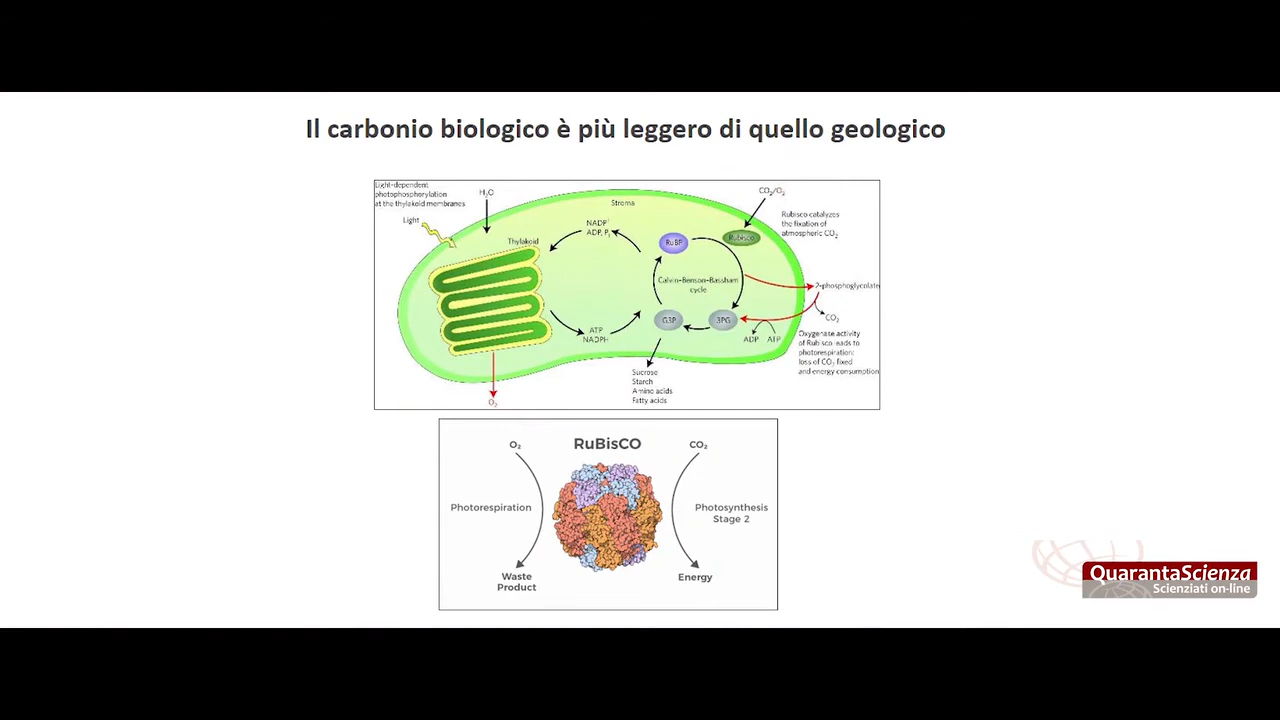 Il carbonio biologico è più leggero di quello geologico
Light-dependent
photophosphorylation
at the thylakoid membranes
H₂O
Light
Thylakoid
Stroma
NADP⁺
ADP, Pᵢ
ATP
NADPH
O₂
CO₂/O₂
Rubisco
Rubisco catalyzes
the fixation of
atmospheric CO₂
RuBP
Calvin-Benson-Bassham
cycle
G3P
3PG
2-phosphoglycolate
CO₂
ADP
ATP
Oxygenase activity
of Rubisco leads to
photorespiration:
loss of CO₂ fixed
and energy consumption
Sucrose
Starch
Amino acids
Fatty acids
O₂
RuBisCO
CO₂
Photorespiration
Photosynthesis
Stage 2
Waste
Product
Energy
QuarantaScienza
Scienziati on-line